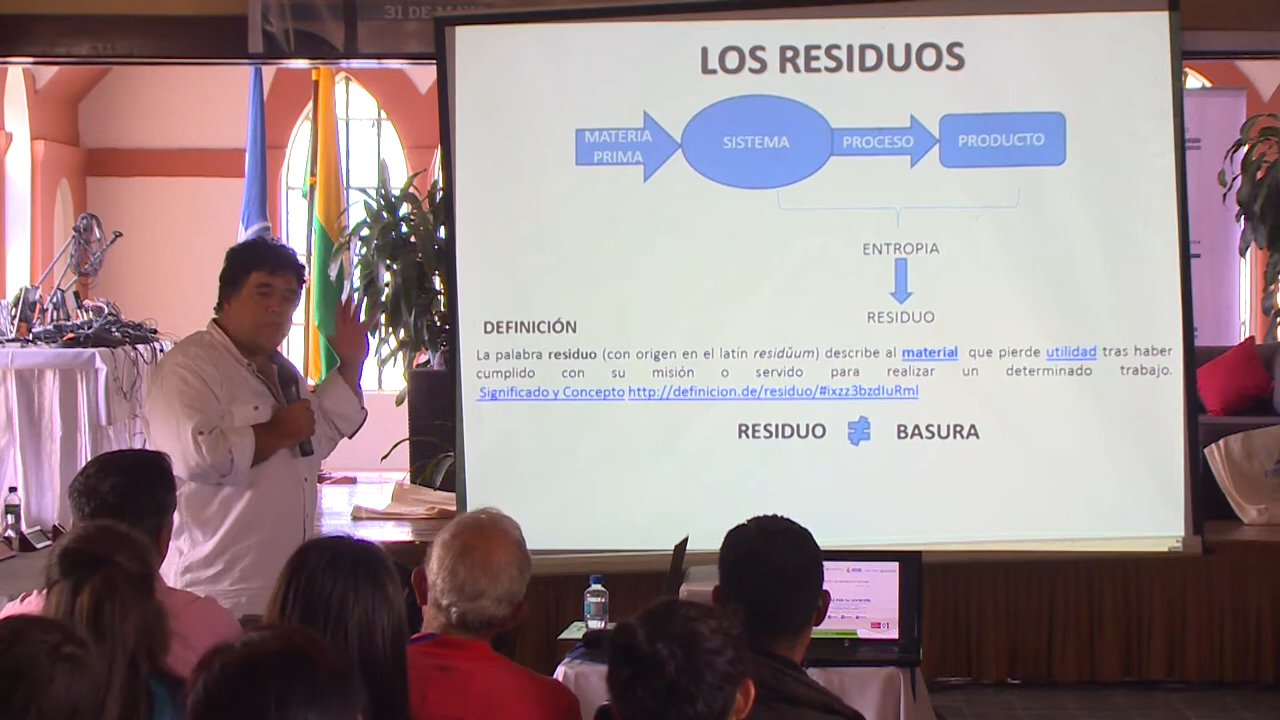 31 DE
LOS RESIDUOS
MATERIA
PRIMA
SISTEMA
PROCESO
PRODUCTO
ENTROPIA
RESIDUO
DEFINICIÓN
La palabra residuo (con origen en el latín residŭum) describe al material que pierde utilidad tras haber
cumplido con su misión o servido para realizar un determinado trabajo.
Significado y Concepto http://definicion.de/residuo/#ixzz3bzdIuRml
RESIDUO ≠ BASURA